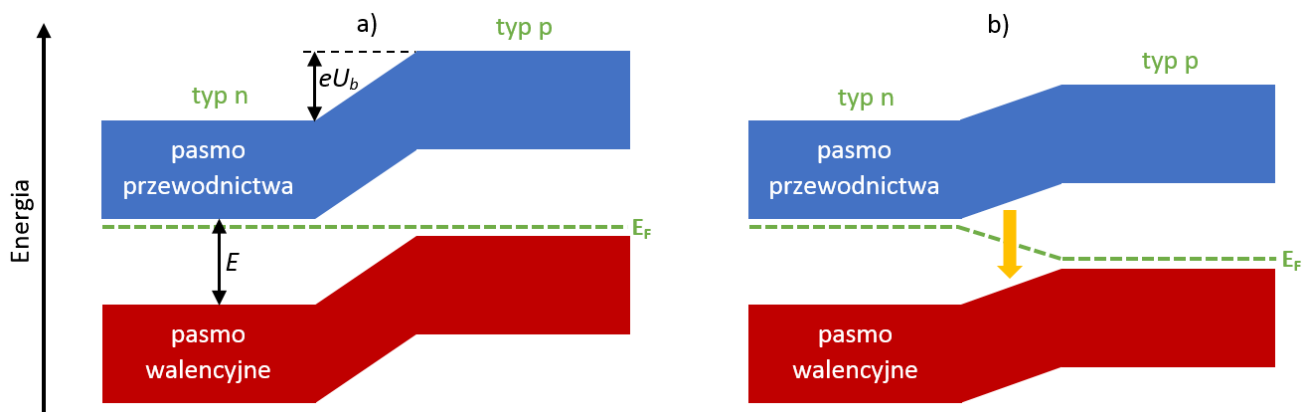 a)
typ p
eU_b
typ n
pasmo
przewodnictwa
E_F
E
pasmo
walencyjne
Energia
b)
typ p
typ n
pasmo
przewodnictwa
E_F
pasmo
walencyjne